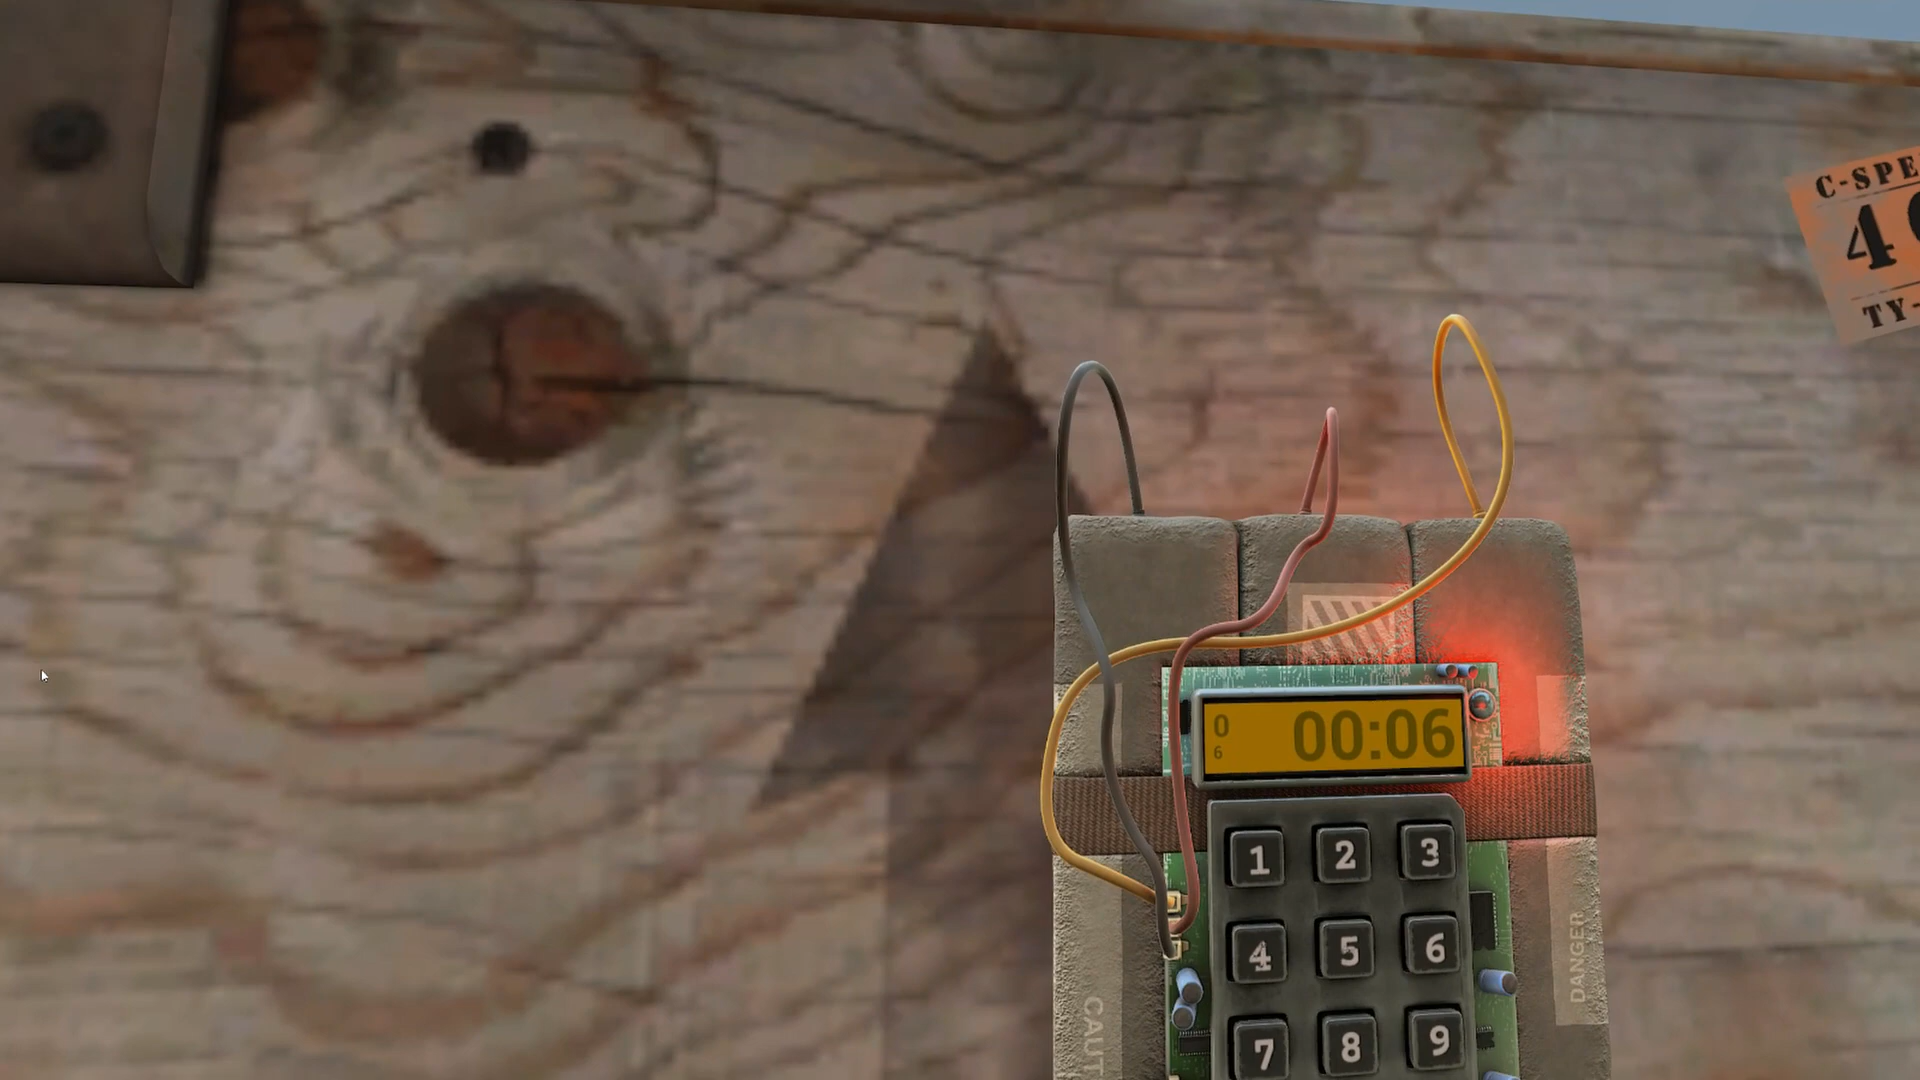 C-SPE
4
TY-
0
6
00:06
1 2 3
4 5 6
7 8 9
DANGER
CAUT